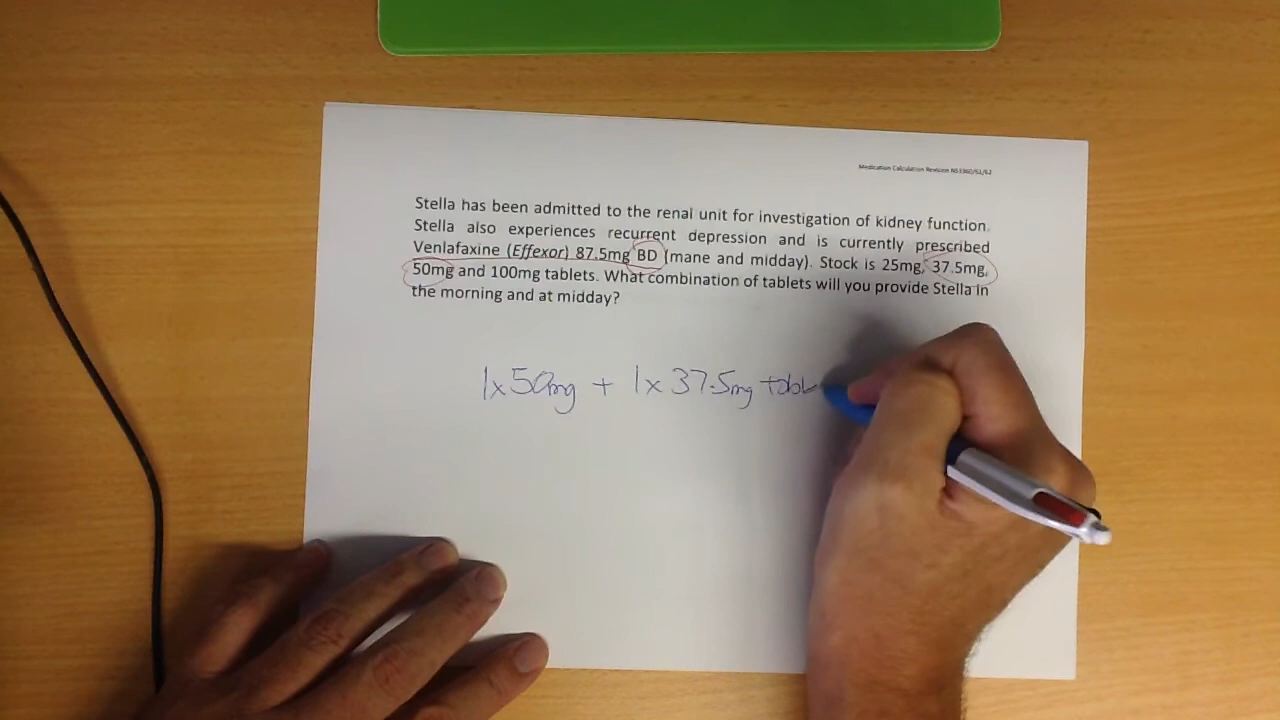 Medication Calculation Revision NS3360/61/62
Stella has been admitted to the renal unit for investigation of kidney function.
Stella also experiences recurrent depression and is currently prescribed
Venlafaxine (Effexor) 87.5mg BD (mane and midday). Stock is 25mg, 37.5mg,
50mg and 100mg tablets. What combination of tablets will you provide Stella in
the morning and at midday?
1x50mg + 1x 37.5mg